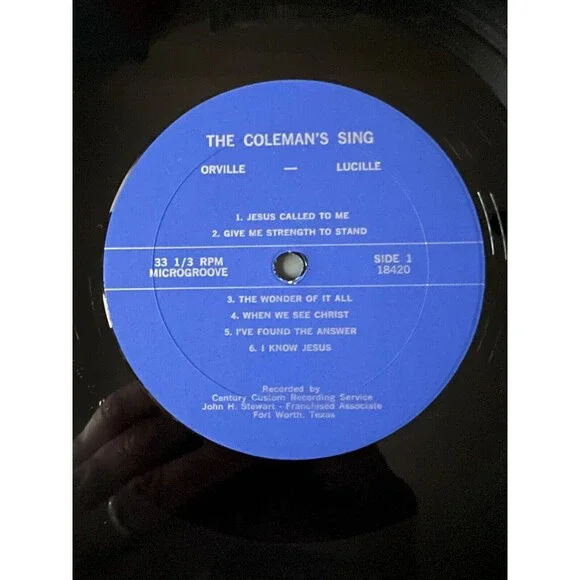 THE COLEMAN'S SING
ORVILLE — LUCILLE
1. JESUS CALLED TO ME
2. GIVE ME STRENGTH TO STAND
33 1/3 RPM SIDE 1
MICROGROOVE 18420
3. THE WONDER OF IT ALL
4. WHEN WE SEE CHRIST
5. I'VE FOUND THE ANSWER
6. I KNOW JESUS
Recorded by
Century Custom Recording Service
John H. Stewart - Franchised Associate
Fort Worth, Texas